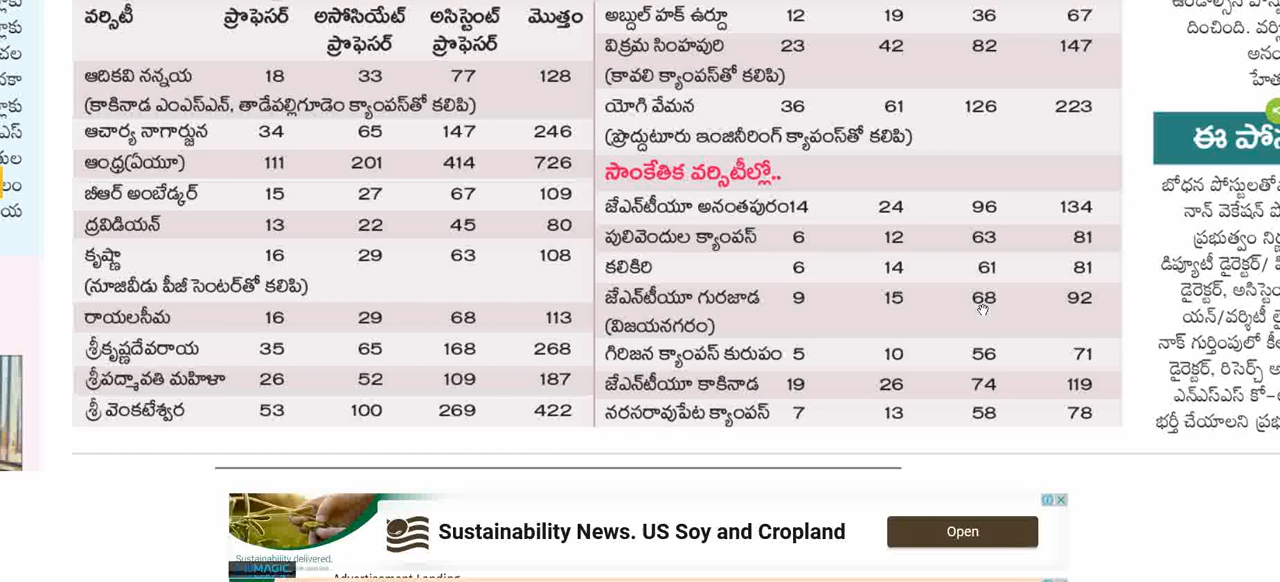 వర్సిటీ ప్రొఫెసర్ అసోసియేట్ అసిస్టెంట్ మొత్తం
ప్రొఫెసర్ ప్రొఫెసర్
ఆదికవి నన్నయ 18 33 77 128
(కాకినాడ ఎంఎస్ఎన్, తాడేపల్లిగూడెం క్యాంపస్‌తో కలిపి)
ఆచార్య నాగార్జున 34 65 147 246
ఆంధ్ర(ఏయూ) 111 201 414 726
బీఆర్ అంబేడ్కర్ 15 27 67 109
ద్రవిడియన్ 13 22 45 80
కృష్ణా 16 29 63 108
(నూజివీడు పీజీ సెంటర్‌తో కలిపి)
రాయలసీమ 16 29 68 113
శ్రీకృష్ణదేవరాయ 35 65 168 268
శ్రీపద్మావతి మహిళా 26 52 109 187
శ్రీ వెంకటేశ్వర 53 100 269 422
అబ్దుల్ హక్ ఉర్దూ 12 19 36 67
విక్రమ సింహపురి 23 42 82 147
(కావలి క్యాంపస్‌తో కలిపి)
యోగి వేమన 36 61 126 223
(ప్రొద్దుటూరు ఇంజినీరింగ్ క్యాపంస్‌తో కలిపి)
సాంకేతిక వర్సిటీల్లో..
జేఎన్‌టీయూ అనంతపురం14 24 96 134
పులివెందుల క్యాంపస్ 6 12 63 81
కలికిరి 6 14 61 81
జేఎన్‌టీయూ గురజాడ 9 15 68 92
(విజయనగరం)
గిరిజన క్యాంపస్ కురుపం 5 10 56 71
జేఎన్‌టీయూ కాకినాడ 19 26 74 119
నరసరావుపేట క్యాంపస్ 7 13 58 78
దించింది.
ఈ
నాన్ వెకేషన్
ప్రభుత్వం
డిప్యూటీ డైరెక్టర్/
డైరెక్టర్,
నాక్ గుర్తింపులో
డైరెక్టర్, రిసెర్చ్
ఎన్ఎస్ఎస్ కో-
భర్తీ చేయాలని
Sustainability News. US Soy and Cropland
Open
Sustainability delivered.